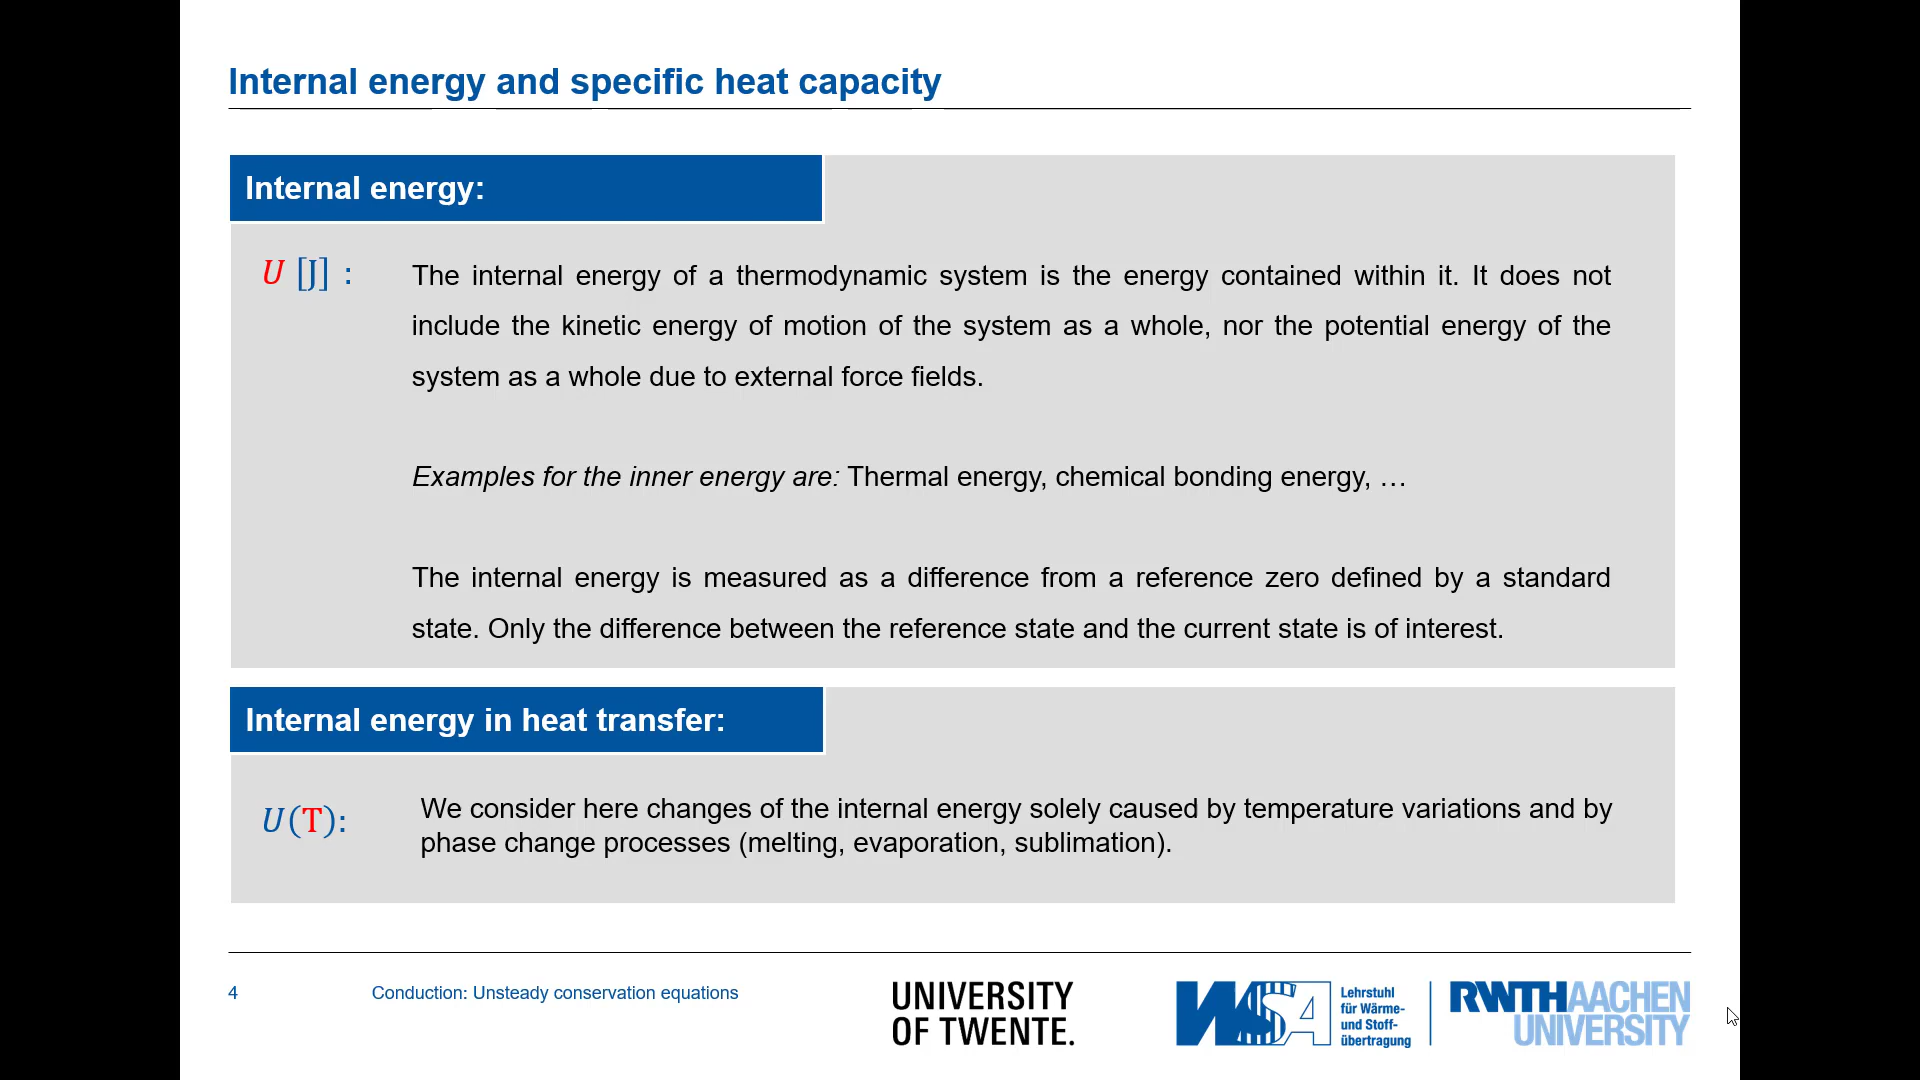 Internal energy and specific heat capacity
Internal energy:
U [J] :
The internal energy of a thermodynamic system is the energy contained within it. It does not
include the kinetic energy of motion of the system as a whole, nor the potential energy of the
system as a whole due to external force fields.
Examples for the inner energy are: Thermal energy, chemical bonding energy, …
The internal energy is measured as a difference from a reference zero defined by a standard
state. Only the difference between the reference state and the current state is of interest.
Internal energy in heat transfer:
U(T):
We consider here changes of the internal energy solely caused by temperature variations and by
phase change processes (melting, evaporation, sublimation).
4
Conduction: Unsteady conservation equations
UNIVERSITY
OF TWENTE.
WSA
Lehrstuhl
für Wärme-
und Stoff-
übertragung
RWTHAACHEN
UNIVERSITY